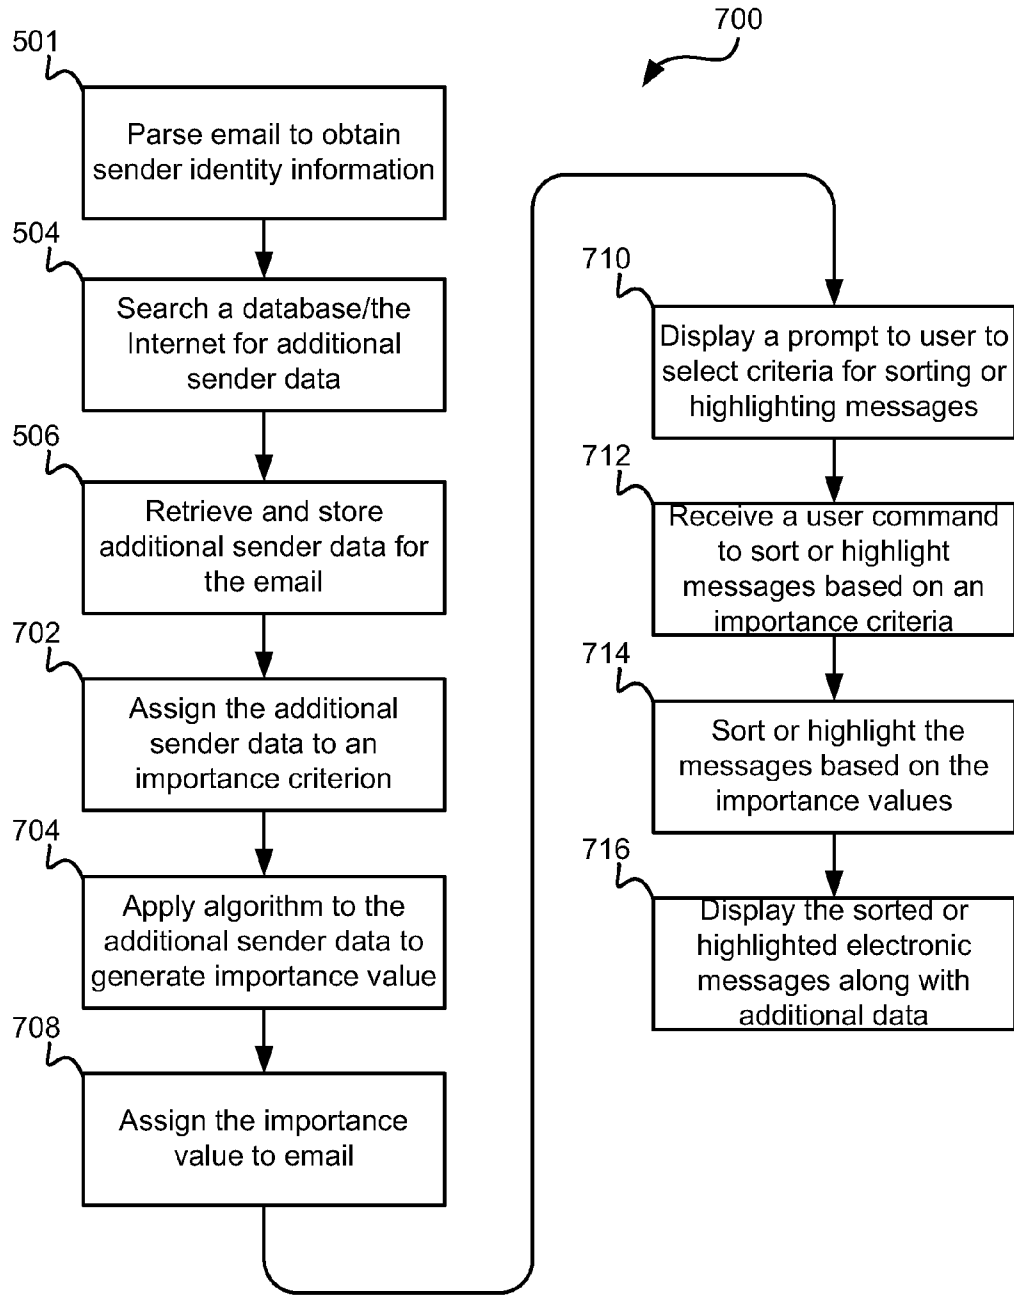 700
501
Parse email to obtain
sender identity information
504
Search a database/the
Internet for additional
sender data
506
Retrieve and store
additional sender data for
the email
702
Assign the additional
sender data to an
importance criterion
704
Apply algorithm to the
additional sender data to
generate importance value
708
Assign the importance
value to email
710
Display a prompt to user to
select criteria for sorting or
highlighting messages
712
Receive a user command
to sort or highlight
messages based on an
importance criteria
714
Sort or highlight the
messages based on the
importance values
716
Display the sorted or
highlighted electronic
messages along with
additional data